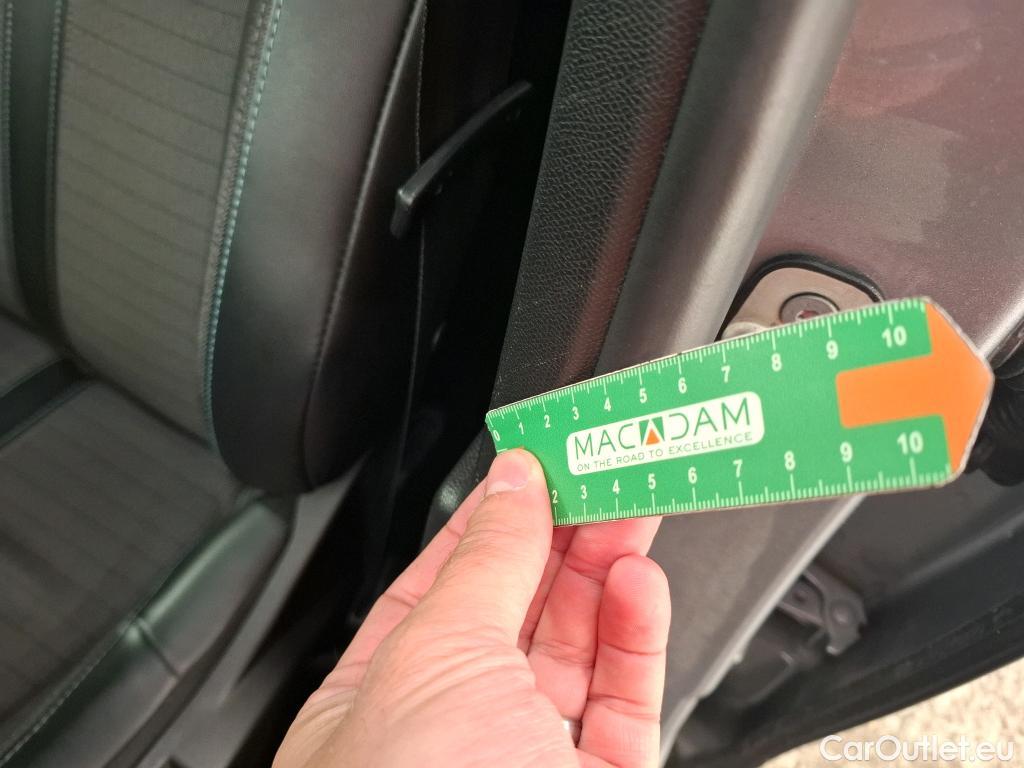 0 1 2 3 4 5 6 7 8 9 10
MACADAM
ON THE ROAD TO EXCELLENCE
2 3 4 5 6 7 8 9 10
CarOutlet.eu